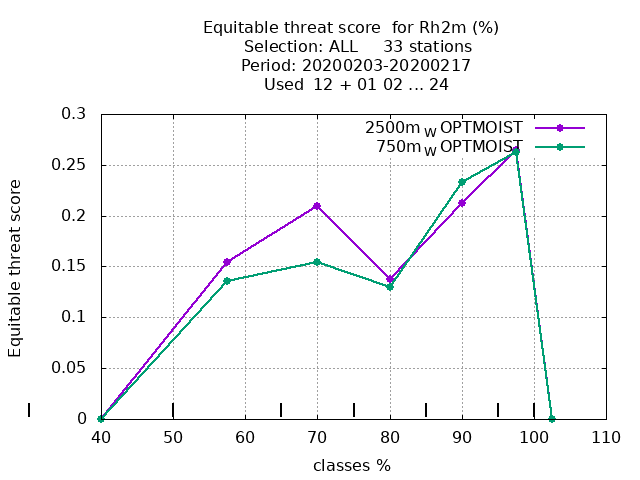 Equitable threat score  for Rh2m (%)
Selection: ALL     33 stations
Period: 20200203-20200217
Used  12 + 01 02 ... 24
2500m W OPTMOIST
750m W OPTMOIST
0.3
0.25
0.2
0.15
0.1
0.05
0
Equitable threat score
40 50 60 70 80 90 100 110
classes %